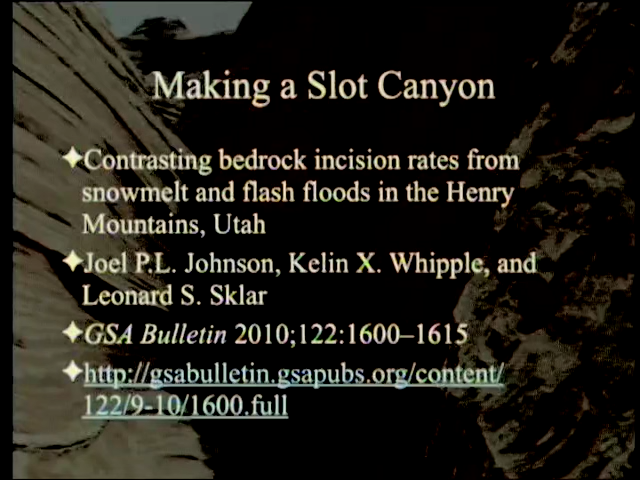 Making a Slot Canyon
✦Contrasting bedrock incision rates from
snowmelt and flash floods in the Henry
Mountains, Utah
✦Joel P.L. Johnson, Kelin X. Whipple, and
Leonard S. Sklar
✦GSA Bulletin 2010;122:1600–1615
✦http://gsabulletin.gsapubs.org/content/
122/9-10/1600.full